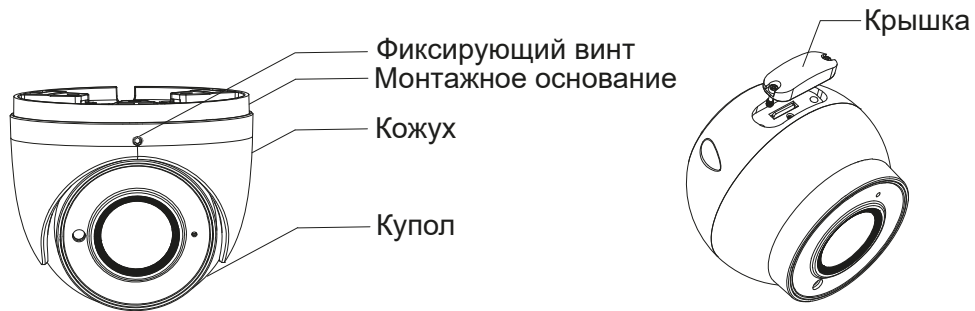 Крышка
Фиксирующий винт
Монтажное основание
Кожух
Купол